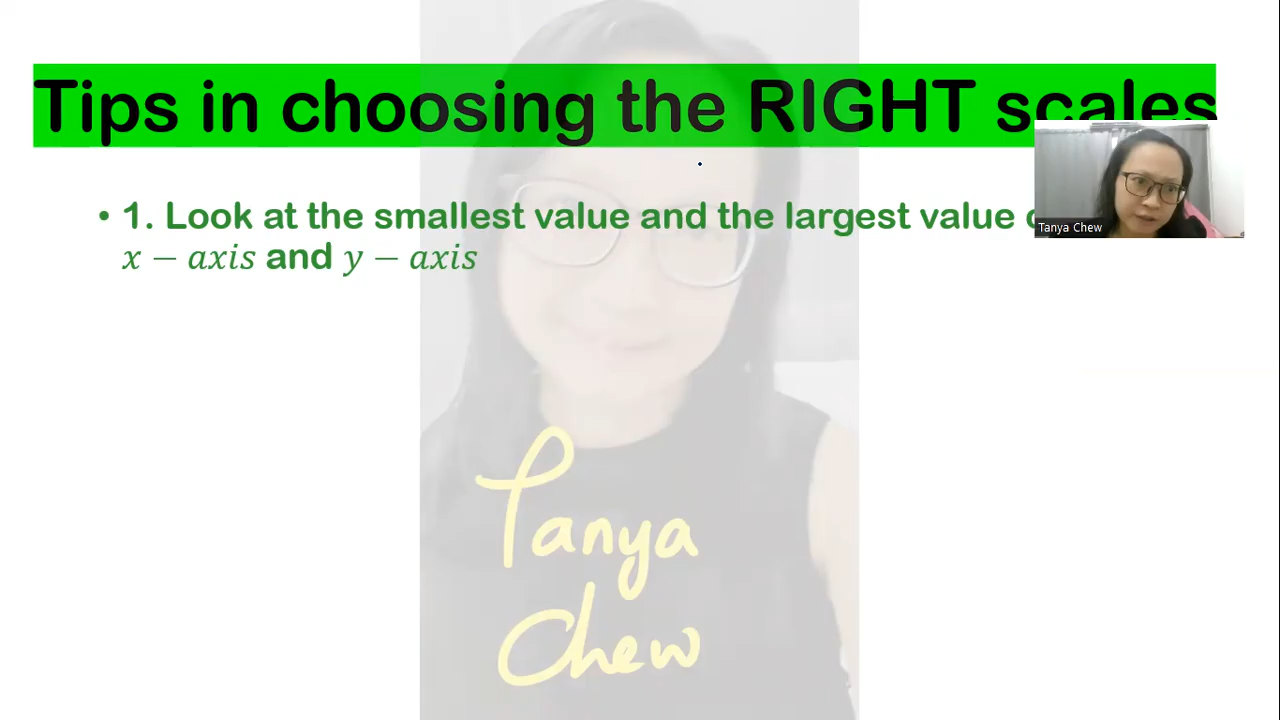 Tips in choosing the RIGHT scales
• 1. Look at the smallest value and the largest value
x − axis and y − axis
Tanya Chew
Tanya
Chew